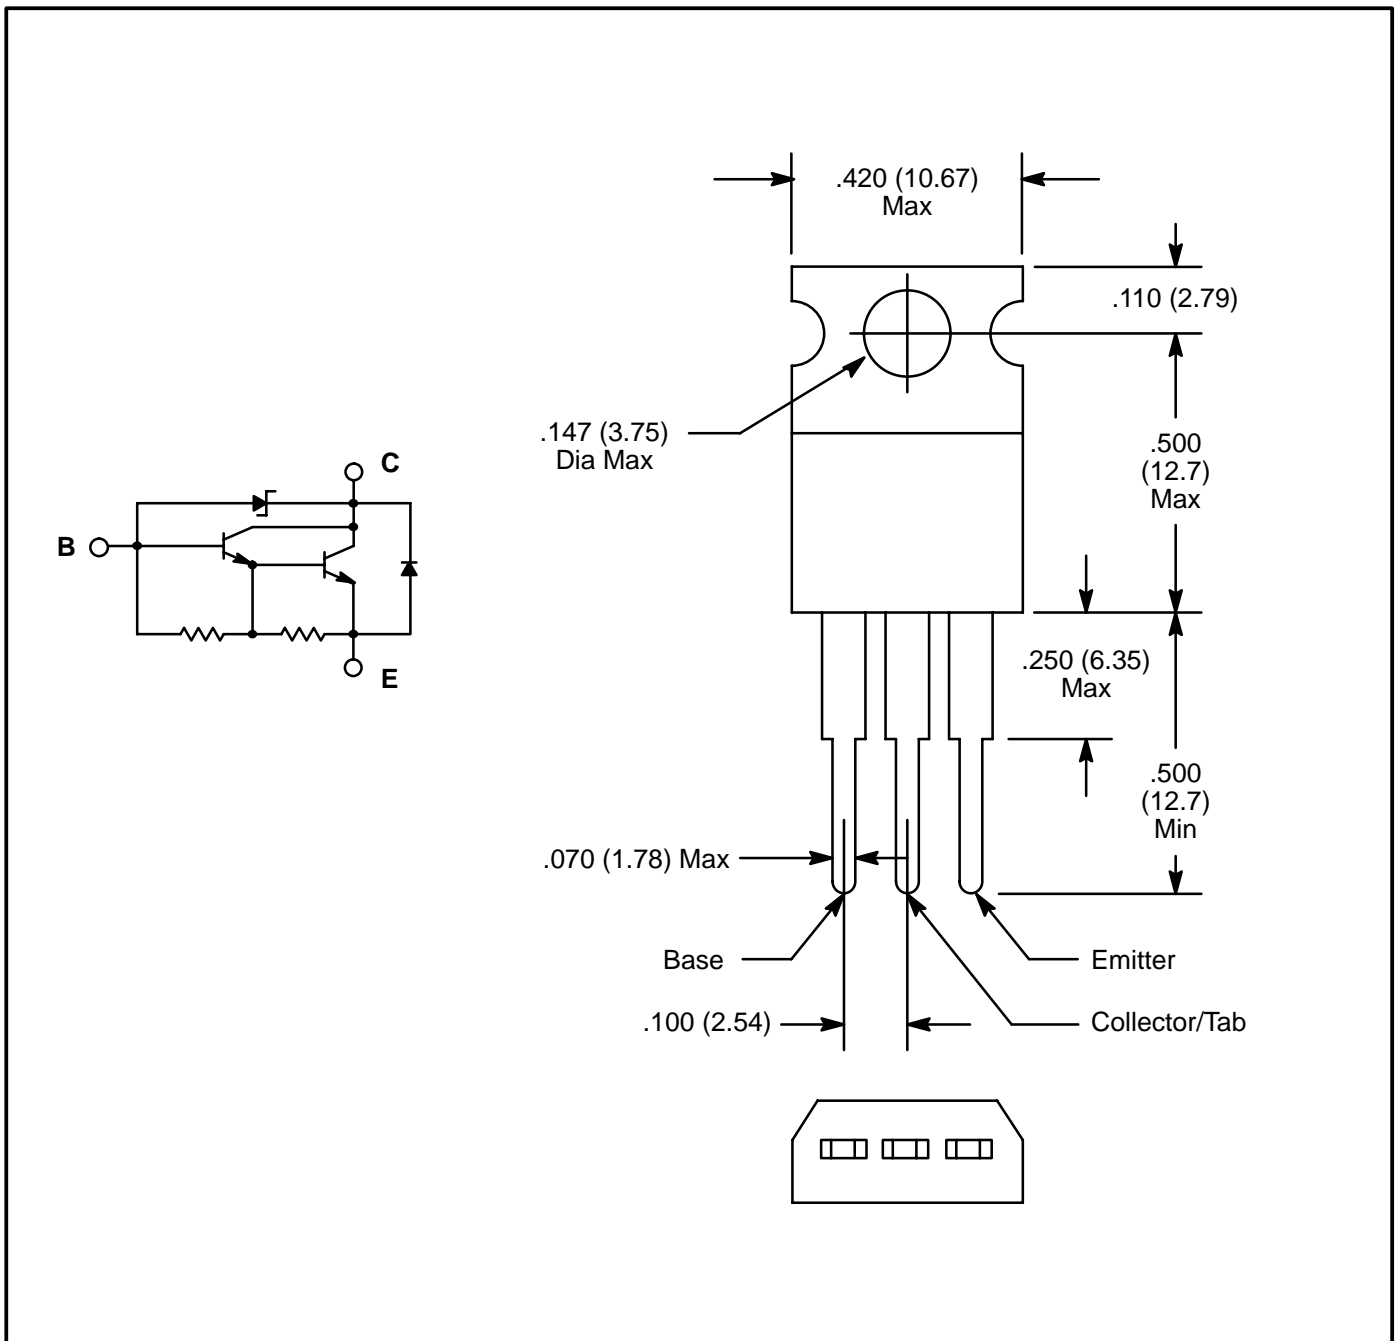 .420 (10.67)
Max
.110 (2.79)
.147 (3.75)
Dia Max
.500
(12.7)
Max
C
B
E
.250 (6.35)
Max
.500
(12.7)
Min
.070 (1.78) Max
Base
Emitter
.100 (2.54)
Collector/Tab